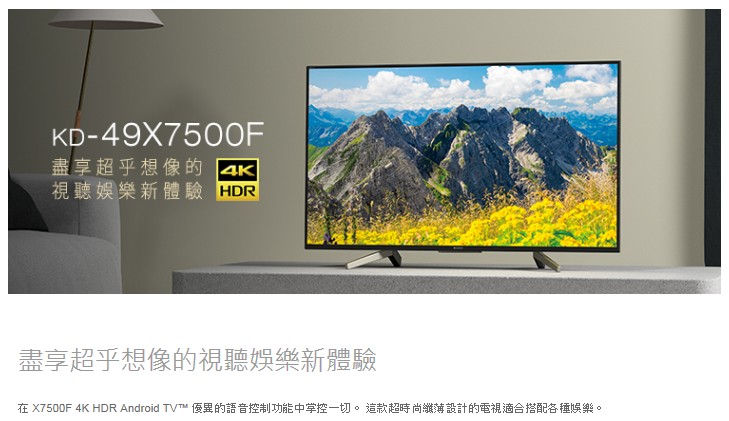 KD-49X7500F
盡享超乎想像的
視聽娛樂新體驗
4K
HDR
SONY
盡享超乎想像的視聽娛樂新體驗
在 X7500F 4K HDR Android TV™ 優異的語音控制功能中掌控一切。 這款超時尚纖薄設計的電視適合搭配各種娛樂。